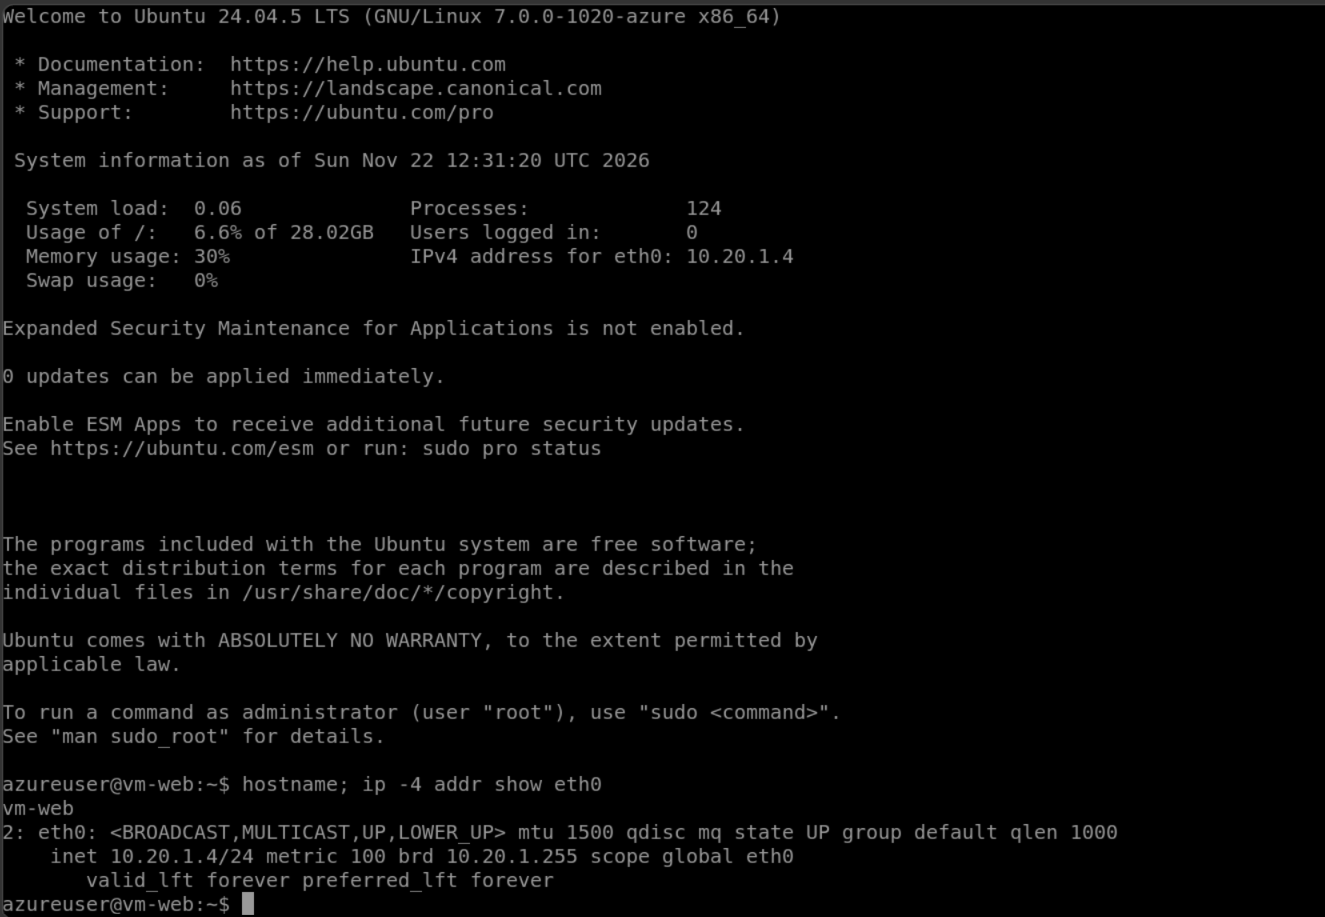 Welcome to Ubuntu 24.04.5 LTS (GNU/Linux 7.0.0-1020-azure x86_64)

 * Documentation:  https://help.ubuntu.com
 * Management:     https://landscape.canonical.com
 * Support:        https://ubuntu.com/pro

 System information as of Sun Nov 22 12:31:20 UTC 2026

  System load:  0.06              Processes:             124
  Usage of /:   6.6% of 28.02GB   Users logged in:       0
  Memory usage: 30%               IPv4 address for eth0: 10.20.1.4
  Swap usage:   0%

Expanded Security Maintenance for Applications is not enabled.

0 updates can be applied immediately.

Enable ESM Apps to receive additional future security updates.
See https://ubuntu.com/esm or run: sudo pro status



The programs included with the Ubuntu system are free software;
the exact distribution terms for each program are described in the
individual files in /usr/share/doc/*/copyright.

Ubuntu comes with ABSOLUTELY NO WARRANTY, to the extent permitted by
applicable law.

To run a command as administrator (user "root"), use "sudo <command>".
See "man sudo_root" for details.

azureuser@vm-web:~$ hostname; ip -4 addr show eth0
vm-web
2: eth0: <BROADCAST,MULTICAST,UP,LOWER_UP> mtu 1500 qdisc mq state UP group default qlen 1000
    inet 10.20.1.4/24 metric 100 brd 10.20.1.255 scope global eth0
       valid_lft forever preferred_lft forever
azureuser@vm-web:~$